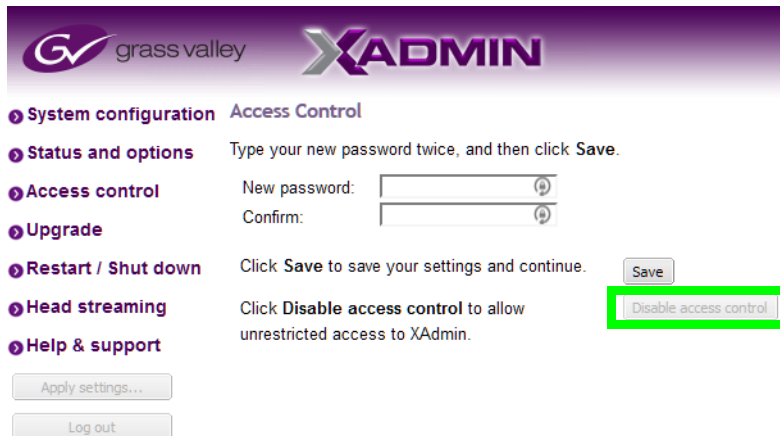 GV grass valley XADMIN
System configuration
Status and options
Access control
Upgrade
Restart / Shut down
Head streaming
Help & support
Apply settings...
Log out
Access Control
Type your new password twice, and then click Save.
New password:
Confirm:
Click Save to save your settings and continue. Save
Click Disable access control to allow Disable access control
unrestricted access to XAdmin.